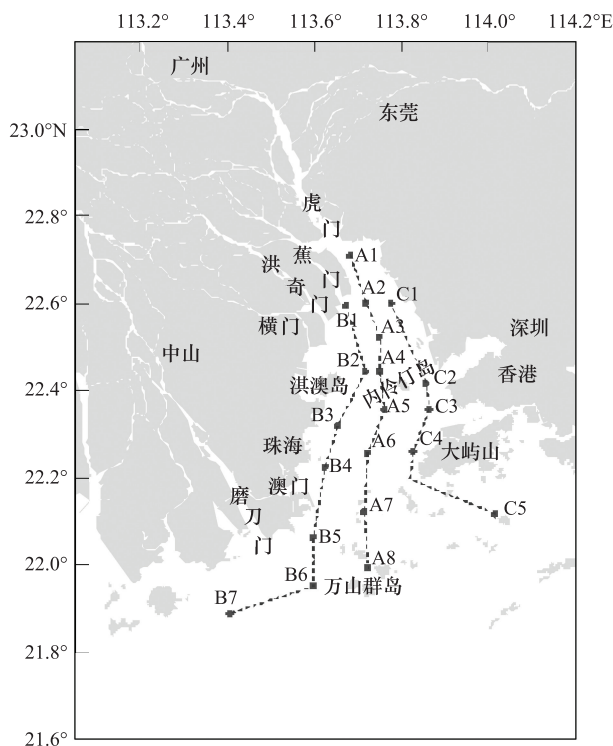 113.2° 113.4° 113.6° 113.8° 114.0° 114.2°E
广州
东莞
23.0°N
虎门
22.8°
A1
蕉门
洪奇门
A2
C1
22.6°
B1
横门
A3
深圳
中山
B2
A4
内伶仃岛
C2
香港
22.4°
淇澳岛
A5
C3
B3
珠海
A6
C4
大屿山
22.2°
B4
澳门
磨刀门
A7
C5
B5
22.0°
A8
B6
万山群岛
B7
21.8°
21.6°